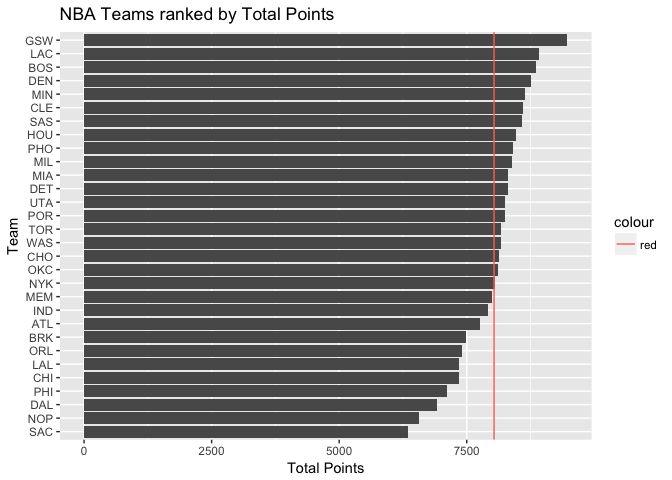 NBA Teams ranked by Total Points
GSW
LAC
BOS
DEN
MIN
CLE
SAS
HOU
PHO
MIL
MIA
DET
UTA
POR
TOR
WAS
CHO
OKC
NYK
MEM
IND
ATL
BRK
ORL
LAL
CHI
PHI
DAL
NOP
SAC
Team
0 2500 5000 7500
Total Points
colour
red